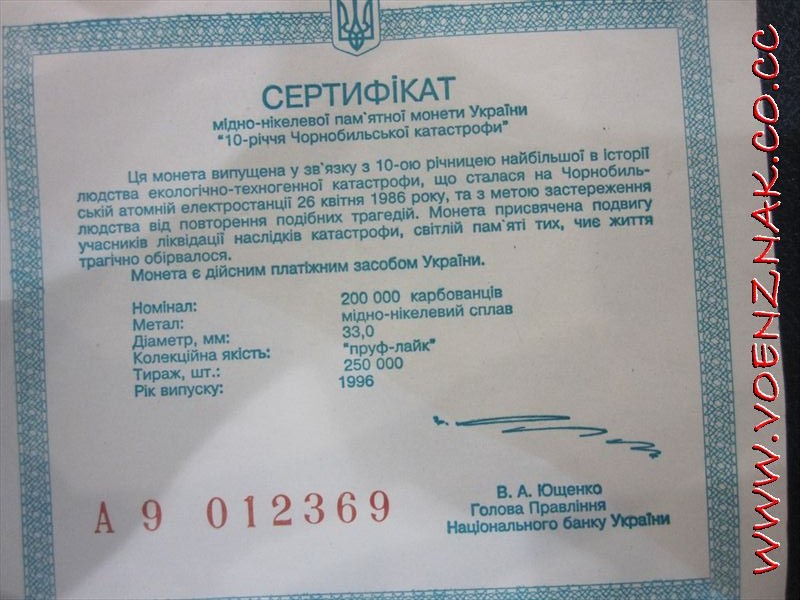 СЕРТИФІКАТ
мідно-нікелевої пам`ятної монети України
"10-річчя Чорнобильської катастрофи"
Ця монета випущена у зв`язку з 10-ою річницею найбільшої в історії
людства екологічно-техногенної катастрофи, що сталася на Чорнобиль-
ській атомній електростанції 26 квітня 1986 року, та з метою застереження
людства від повторення подібних трагедій. Монета присвячена подвигу
учасників ліквідації наслідків катастрофи, світлій пам`яті тих, чиє життя
трагічно обірвалося.
Монета є дійсним платіжним засобом України.
Номінал: 200 000 карбованців
Метал: мідно-нікелевий сплав
Діаметр, мм: 33,0
Колекційна якість: "пруф-лайк"
Тираж, шт.: 250 000
Рік випуску: 1996
В. А. Ющенко
Голова Правління
Національного банку України
А 9 012369
www.voenznak.co.cc